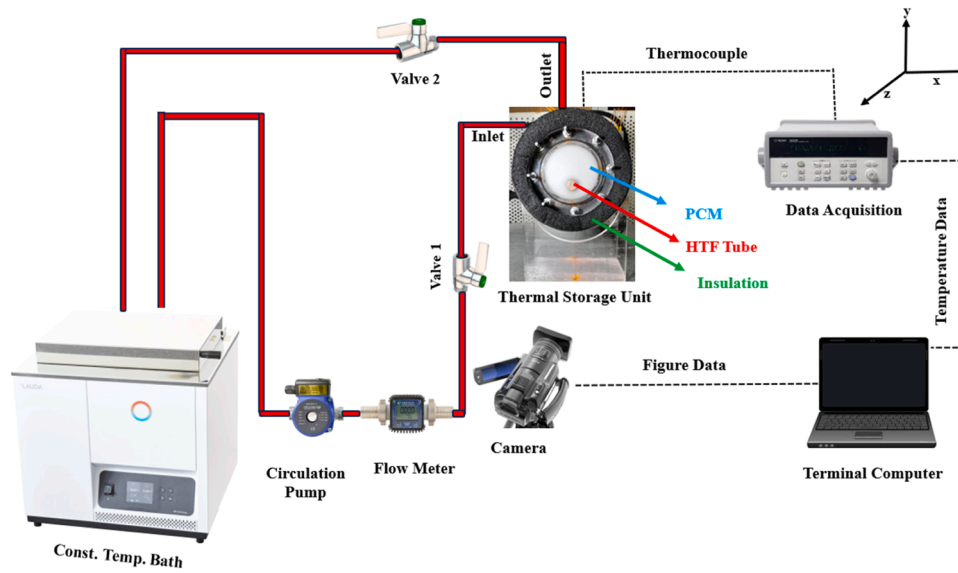 y
x
z
Thermocouple
Valve 2
Outlet
Inlet
PCM
HTF Tube
Insulation
Data Acquisition
Valve 1
Thermal Storage Unit
Temperature Data
LAUDA
Figure Data
Camera
Circulation
Pump
Flow Meter
Terminal Computer
Const. Temp. Bath